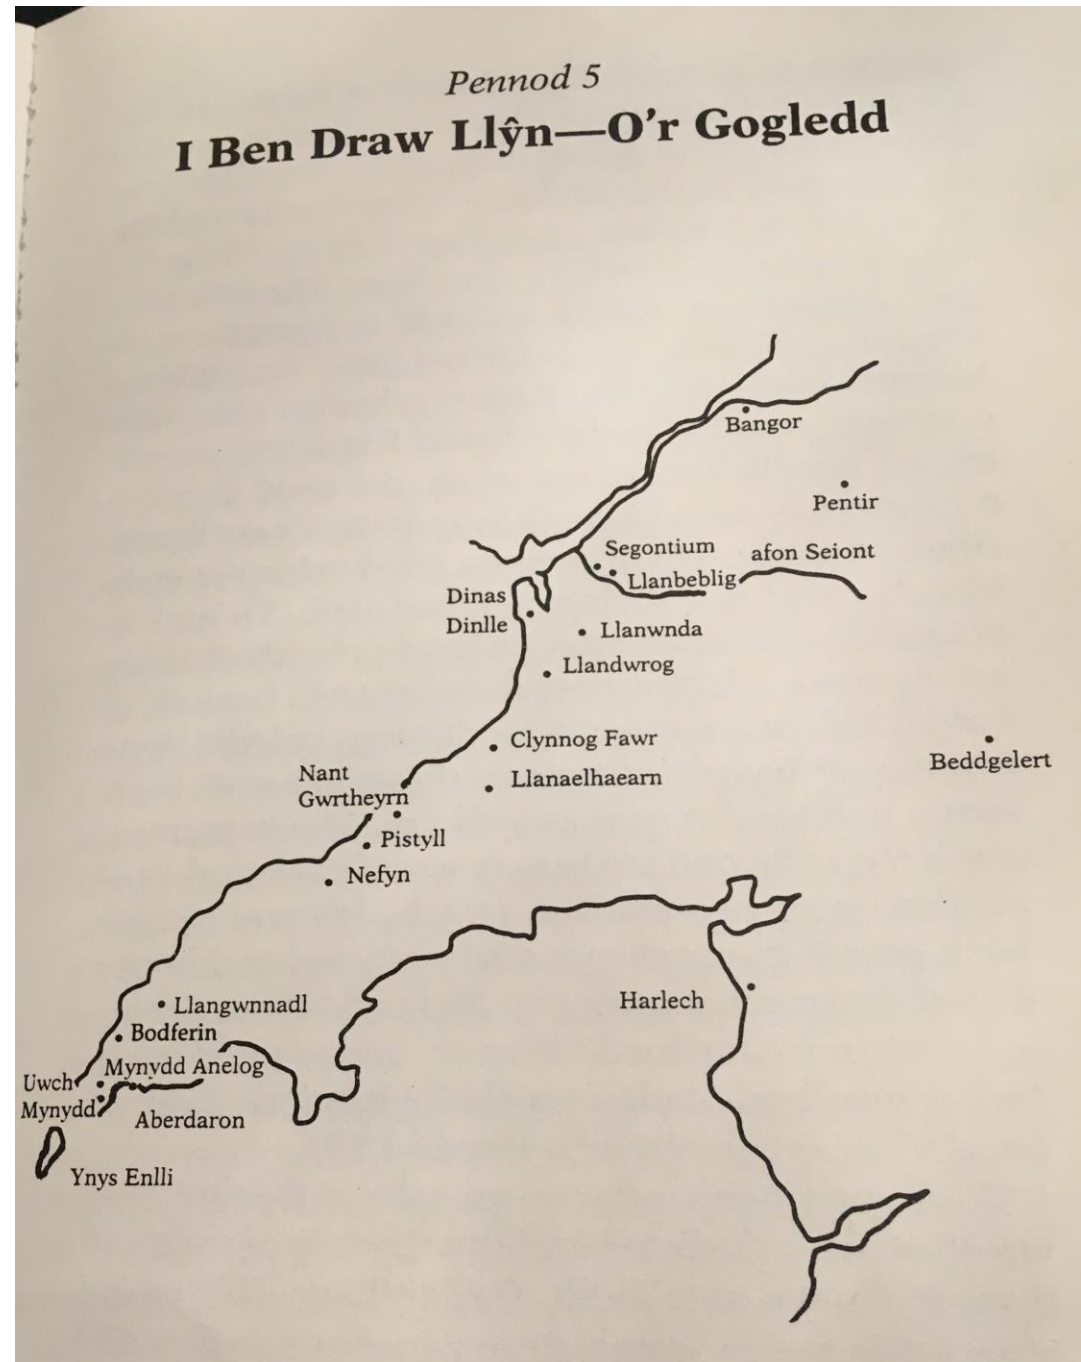 Pennod 5
I Ben Draw Llŷn—O'r Gogledd
Bangor
Pentir
Segontium
afon Seiont
Llanbeblig
Dinas
Dinlle
Llanwnda
Llandwrog
Clynnog Fawr
Beddgelert
Nant
Gwrtheyrn
Llanaelhaearn
Pistyll
Nefyn
Harlech
Llangwnnadl
Bodferin
Mynydd Anelog
Uwch
Mynydd
Aberdaron
Ynys Enlli